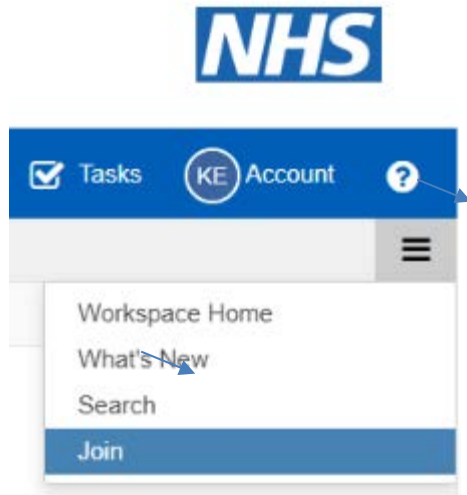 NHS
Tasks KE Account ?
Workspace Home
What's New
Search
Join